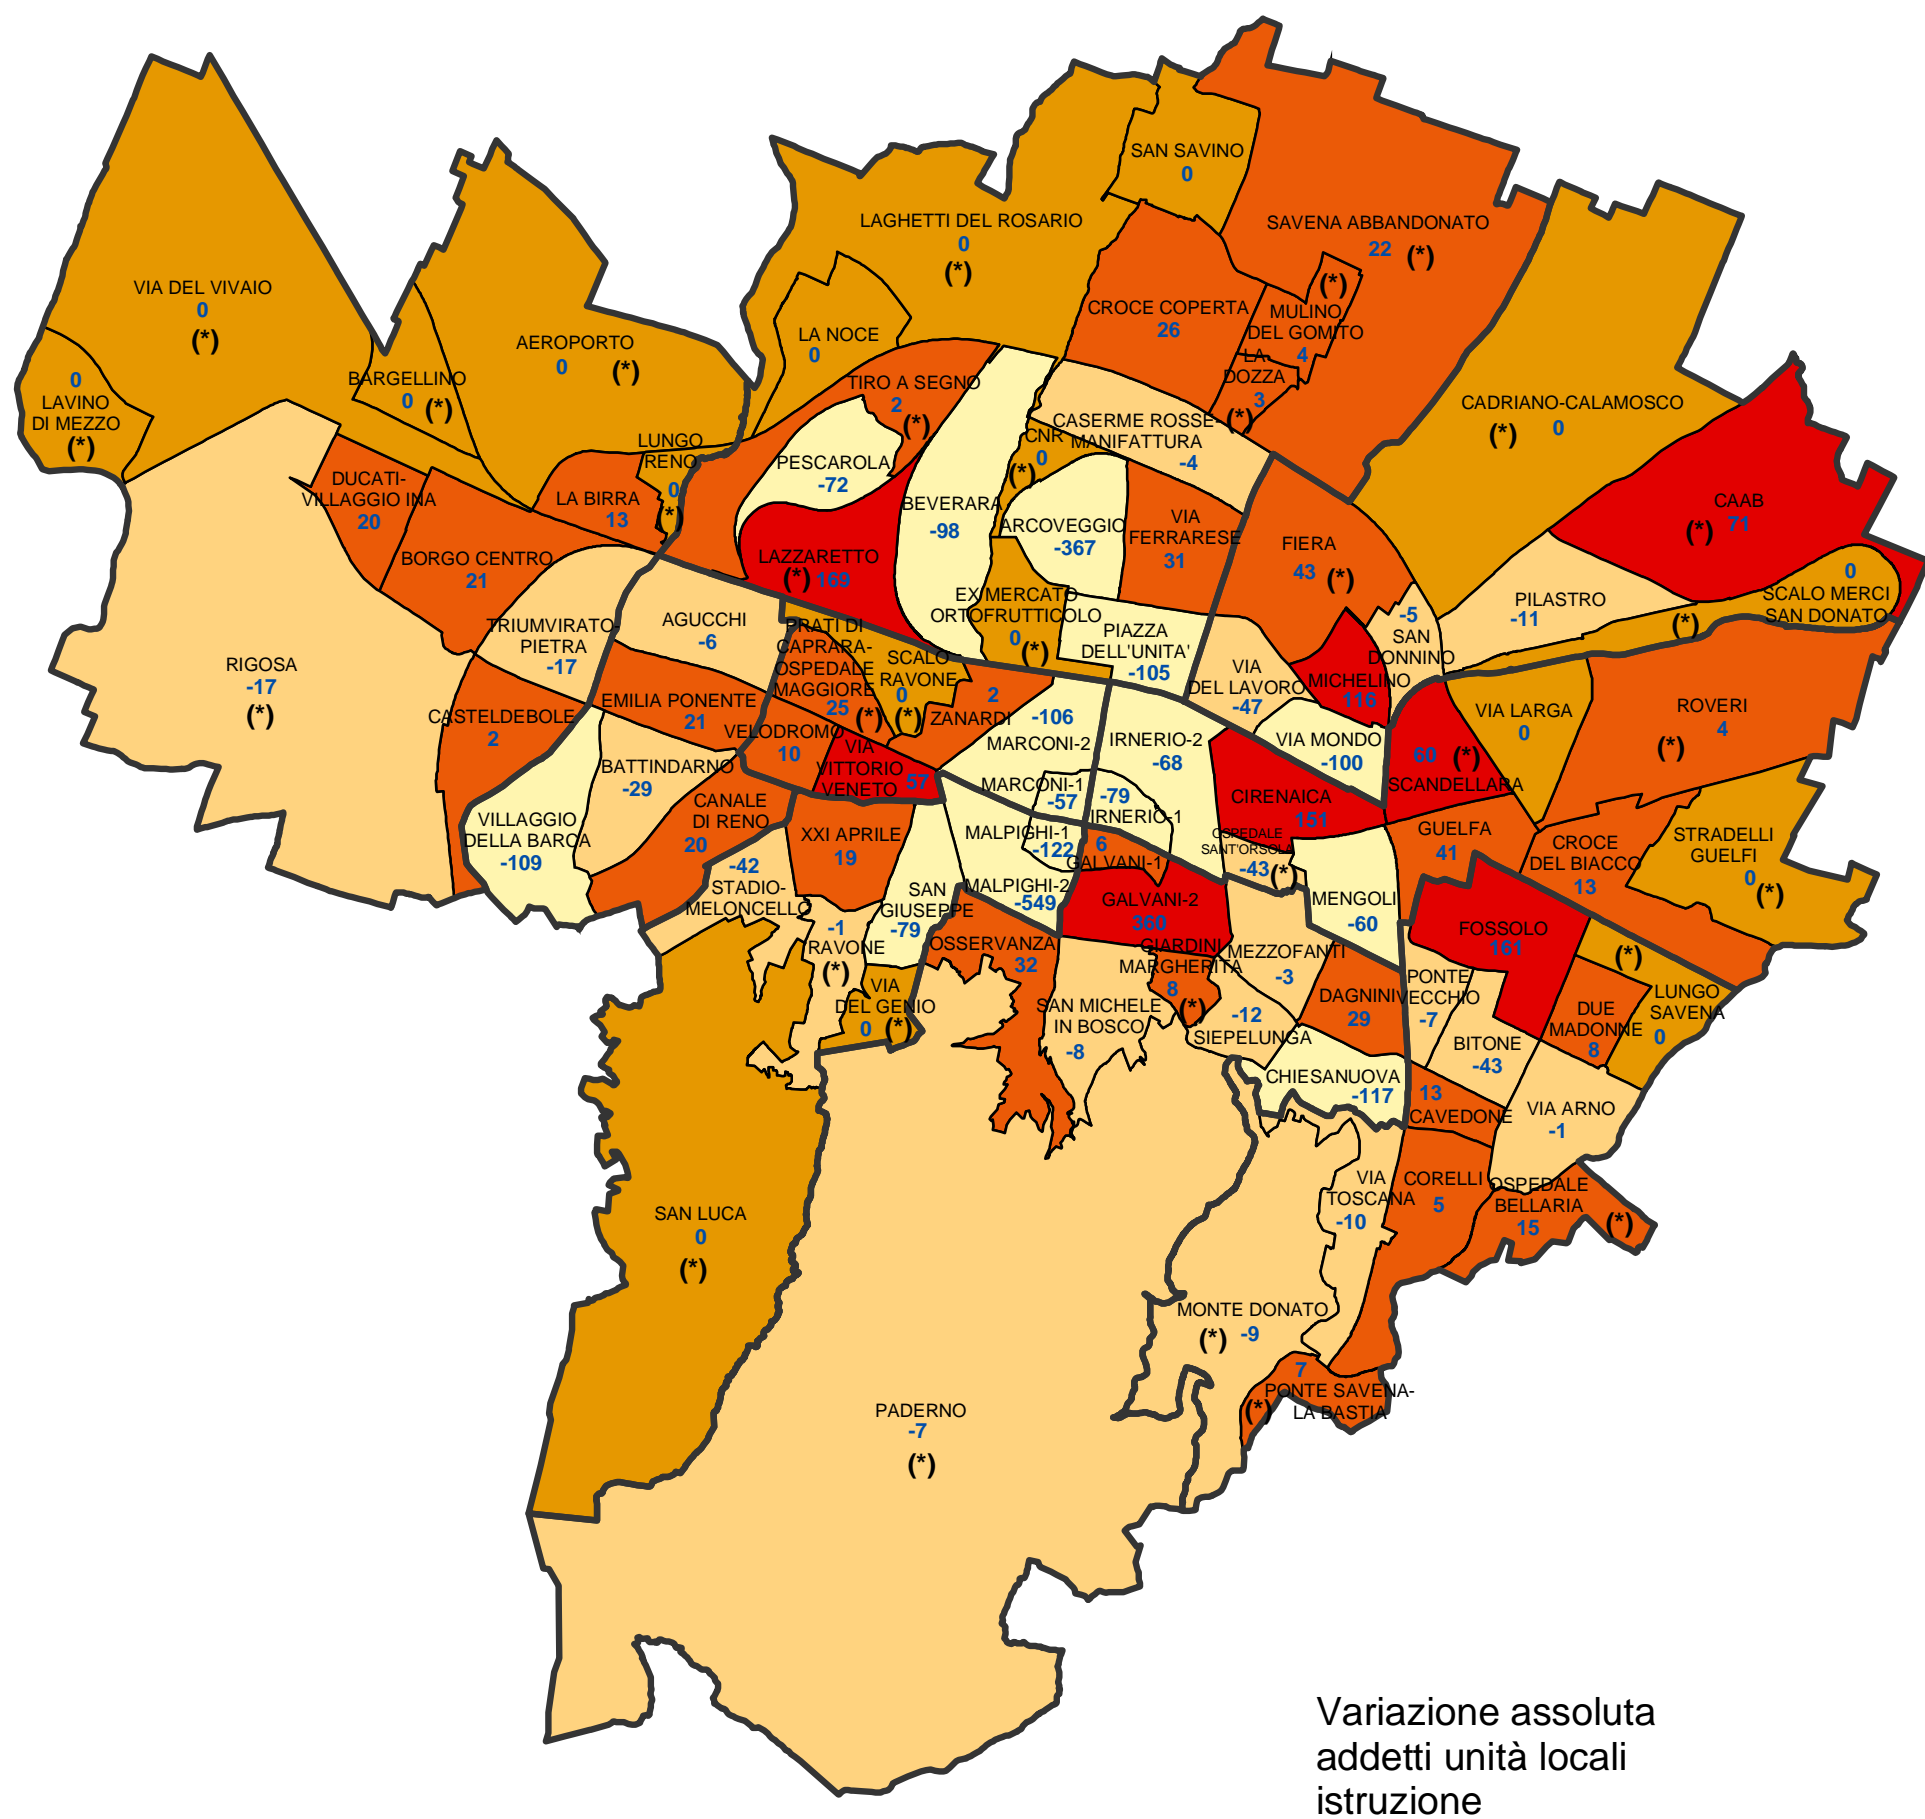 SAN SAVINO
0
LAGHETTI DEL ROSARIO
0
(*)
SAVENA ABBANDONATO
22 (*)
VIA DEL VIVAIO
0
(*)
LA NOCE
0
CROCE COPERTA
26
(*)
MULINO
DEL GOMITO
4
AEROPORTO
0 (*)
BARGELLINO
0 (*)
0
LAVINO
DI MEZZO
(*)
TIRO A SEGNO
2
(*)
LA
DOZZA
3
(*)
CADRIANO-CALAMOSCO
(*) 0
CASERME ROSSE-
MANIFATTURA
-4
CNR
0
(*)
LUNGO
RENO
0
(*)
PESCAROLA
-72
DUCATI-
VILLAGGIO INA
20
LA BIRRA
13
BEVERARA
-98
ARCOVEGGIO
-367
VIA
FERRARESE
31
FIERA
43 (*)
CAAB
(*) 71
BORGO CENTRO
21
LAZZARETTO
(*) 169
EX MERCATO
ORTOFRUTTICOLO
0
(*)
0
SCALO MERCI
SAN DONATO
(*)
PILASTRO
-11
-5
SAN
DONNINO
AGUCCHI
-6
TRIUMVIRATO-
PIETRA
-17
PRATI DI
CAPRARA-
OSPEDALE
MAGGIORE
25
(*)
SCALO
RAVONE
0
(*)
PIAZZA
DELL'UNITA'
-105
VIA
DEL LAVORO
-47
MICHELINO
116
RIGOSA
-17
(*)
EMILIA PONENTE
21
2
ZANARDI
-106
MARCONI-2
CASTELDEBOLE
2
VELODROMO
10
VIA
VITTORIO
VENETO
57
IRNERIO-2
-68
VIA MONDO
-100
VIA LARGA
0
ROVERI
4
(*)
60 (*)
SCANDELLARA
BATTINDARNO
-29
MARCONI-1
-57
-79
IRNERIO-1
CIRENAICA
151
VILLAGGIO
DELLA BARCA
-109
CANALE
DI RENO
20
XXI APRILE
19
MALPIGHI-1
-122
6
GALVANI-1
OSPEDALE
SANT'ORSOLA
-43
(*)
GUELFA
41
CROCE
DEL BIACCO
13
STRADELLI
GUELFI
0
(*)
-42
STADIO-
MELONCELLO
SAN
GIUSEPPE
-79
MALPIGHI-2
-549
GALVANI-2
360
MENGOLI
-60
FOSSOLO
161
-1
RAVONE
(*)
OSSERVANZA
32
GIARDINI
MARGHERITA
8
(*)
MEZZOFANTI
-3
(*)
LUNGO
SAVENA
0
VIA
DEL GENIO
0 (*)
SAN MICHELE
IN BOSCO
-8
-12
SIEPELUNGA
DAGNINI
29
PONTE
VECCHIO
-7
DUE
MADONNE
8
BITONE
-43
CHIESANUOVA
-117
13
CAVEDONE
VIA ARNO
-1
VIA
TOSCANA
-10
CORELLI
5
OSPEDALE
BELLARIA
15
(*)
SAN LUCA
0
(*)
MONTE DONATO
(*) -9
7
PONTE SAVENA-
LA BASTIA
(*)
PADERNO
-7
(*)
Variazione assoluta
addetti unità locali
istruzione